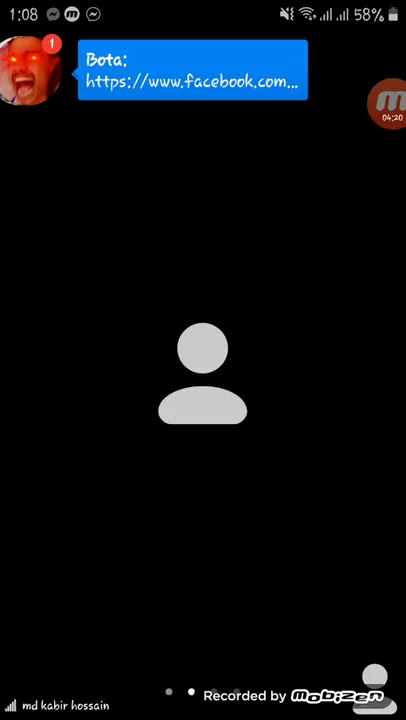 1:08
58%
1
Bota:
https://www.facebook.com...
04:20
md kabir hossain
Recorded by Mobizen